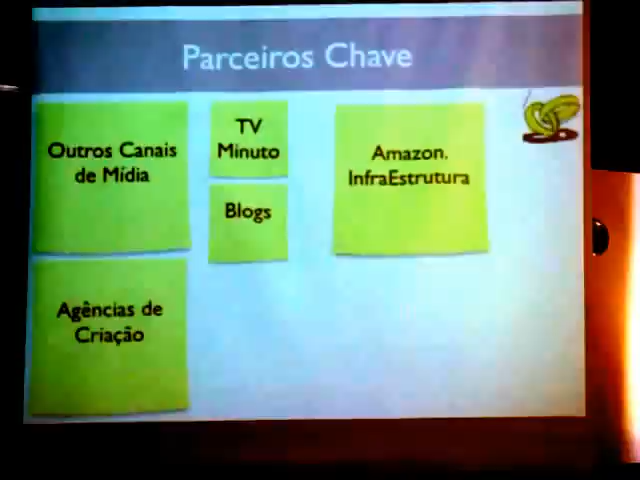 Parceiros Chave
Outros Canais
de Mídia
TV
Minuto
Blogs
Amazon.
InfraEstrutura
Agências de
Criação